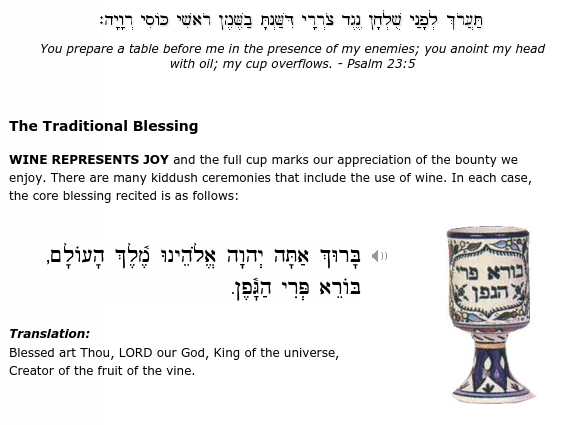 תַּעֲרֹךְ לְפָנַי שֻׁלְחָן נֶגֶד צֹרְרָי דִּשַּׁנְתָּ בַשֶּׁמֶן רֹאשִׁי כּוֹסִי רְוָיָה׃
You prepare a table before me in the presence of my enemies; you anoint my head
with oil; my cup overflows. - Psalm 23:5
The Traditional Blessing
WINE REPRESENTS JOY and the full cup marks our appreciation of the bounty we
enjoy. There are many kiddush ceremonies that include the use of wine. In each case,
the core blessing recited is as follows:
בָּרוּךְ אַתָּה יְהוָה אֱלֹהֵינוּ מֶלֶךְ הָעוֹלָם,
בּוֹרֵא פְּרִי הַגָּפֶן.
בורא פרי
הגפן
Translation:
Blessed art Thou, LORD our God, King of the universe,
Creator of the fruit of the vine.